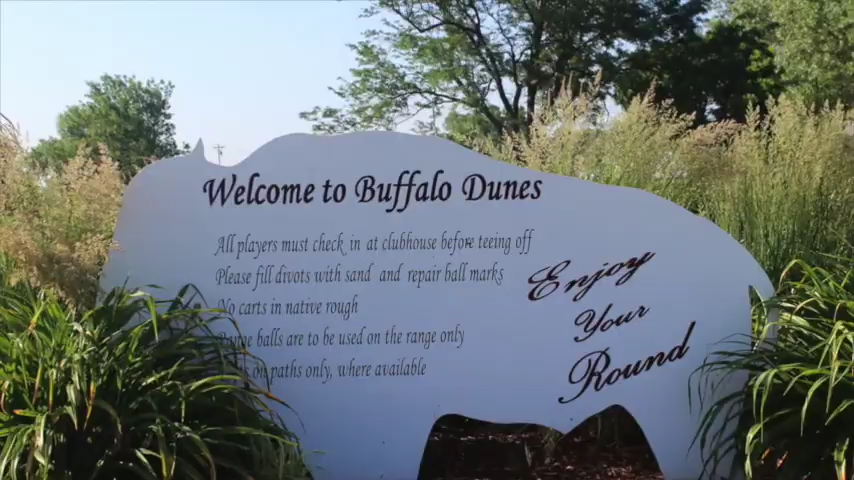 Welcome to Buffalo Dunes
All players must check in at clubhouse before teeing off
Please fill divots with sand and repair ball marks
No carts in native rough
Range balls are to be used on the range only
on paths only, where available
Enjoy
Your
Round